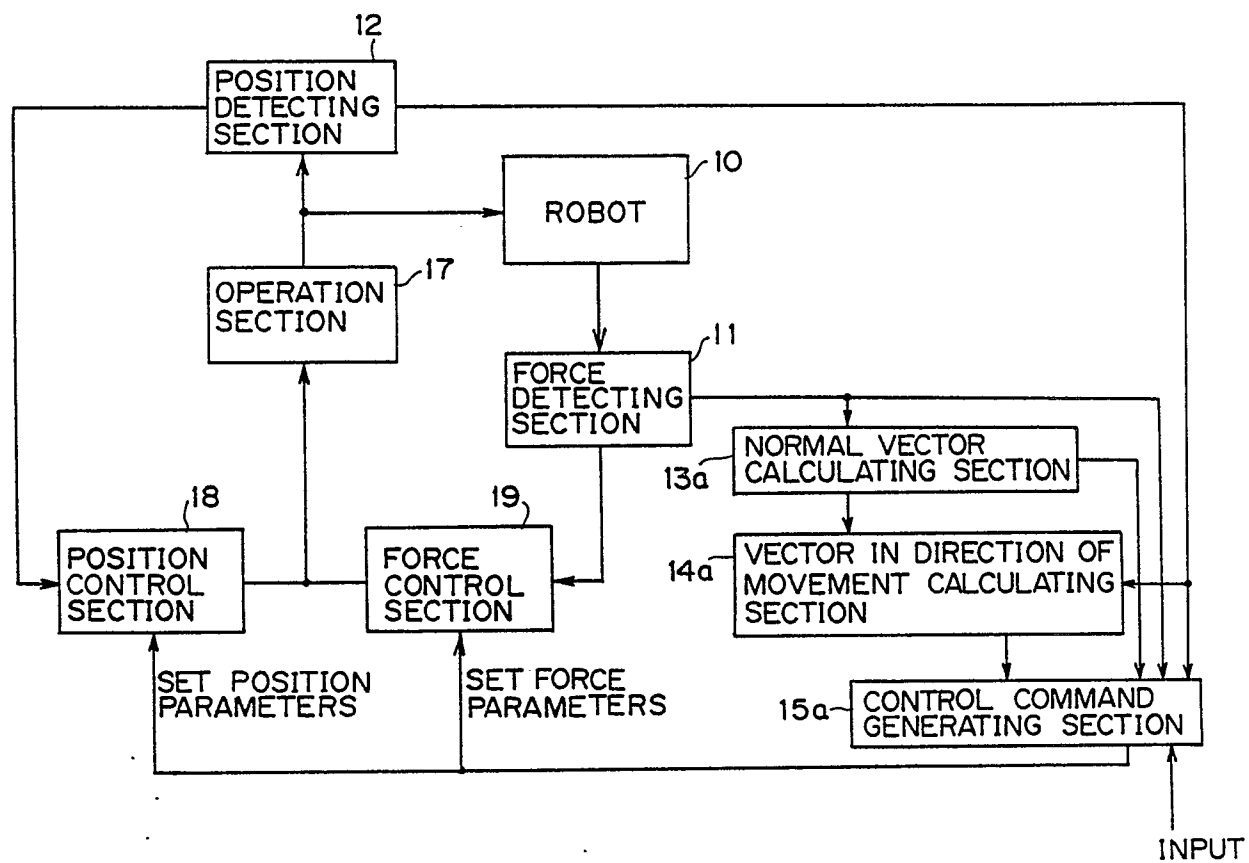 12
POSITION
DETECTING
SECTION
10
ROBOT
17
OPERATION
SECTION
11
FORCE
DETECTING
SECTION
13a
NORMAL VECTOR
CALCULATING SECTION
18
POSITION
CONTROL
SECTION
19
FORCE
CONTROL
SECTION
14a
VECTOR IN DIRECTION OF
MOVEMENT CALCULATING
SECTION
SET POSITION
PARAMETERS
SET FORCE
PARAMETERS
15a
CONTROL COMMAND
GENERATING SECTION
INPUT